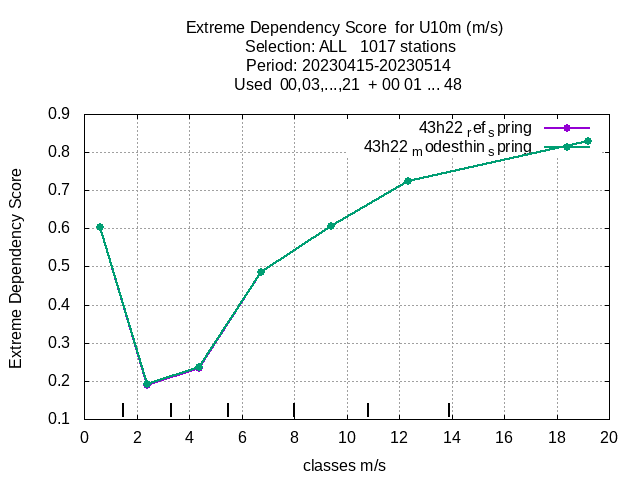 Extreme Dependency Score  for U10m (m/s)
Selection: ALL   1017 stations
Period: 20230415-20230514
Used  00,03,...,21  + 00 01 ... 48
0.9
0.8
0.7
0.6
0.5
0.4
0.3
0.2
0.1
Extreme Dependency Score
43h22 ref spring
43h22 modesthin spring
0 2 4 6 8 10 12 14 16 18 20
classes m/s